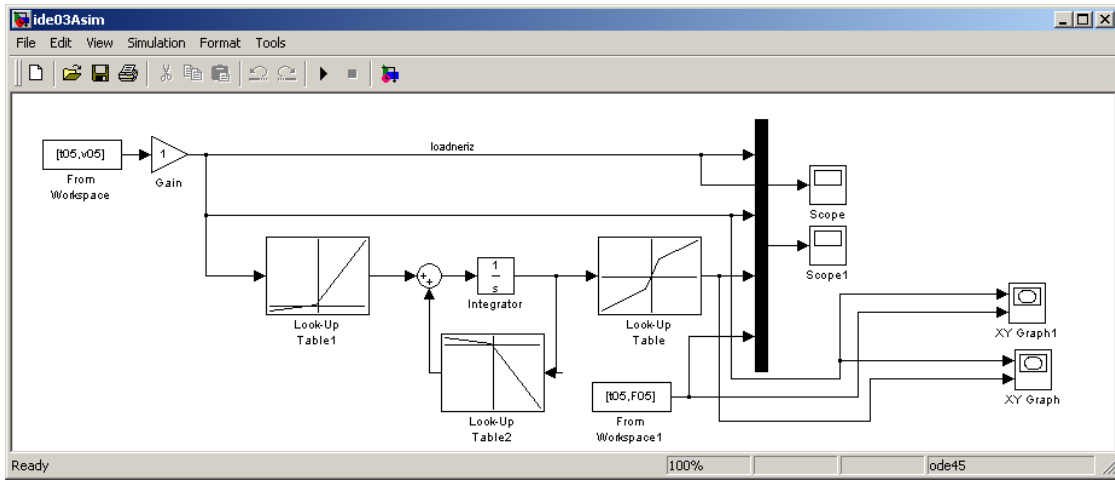 ide03Asim
File Edit View Simulation Format Tools
[t05,v05]
From
Workspace
1
Gain
loadneriz
Scope
Scope1
Look-Up
Table1
1
s
Integrator
Look-Up
Table
XY Graph1
Look-Up
Table2
[t05,F05]
From
Workspace1
XY Graph
Ready 100% ode45